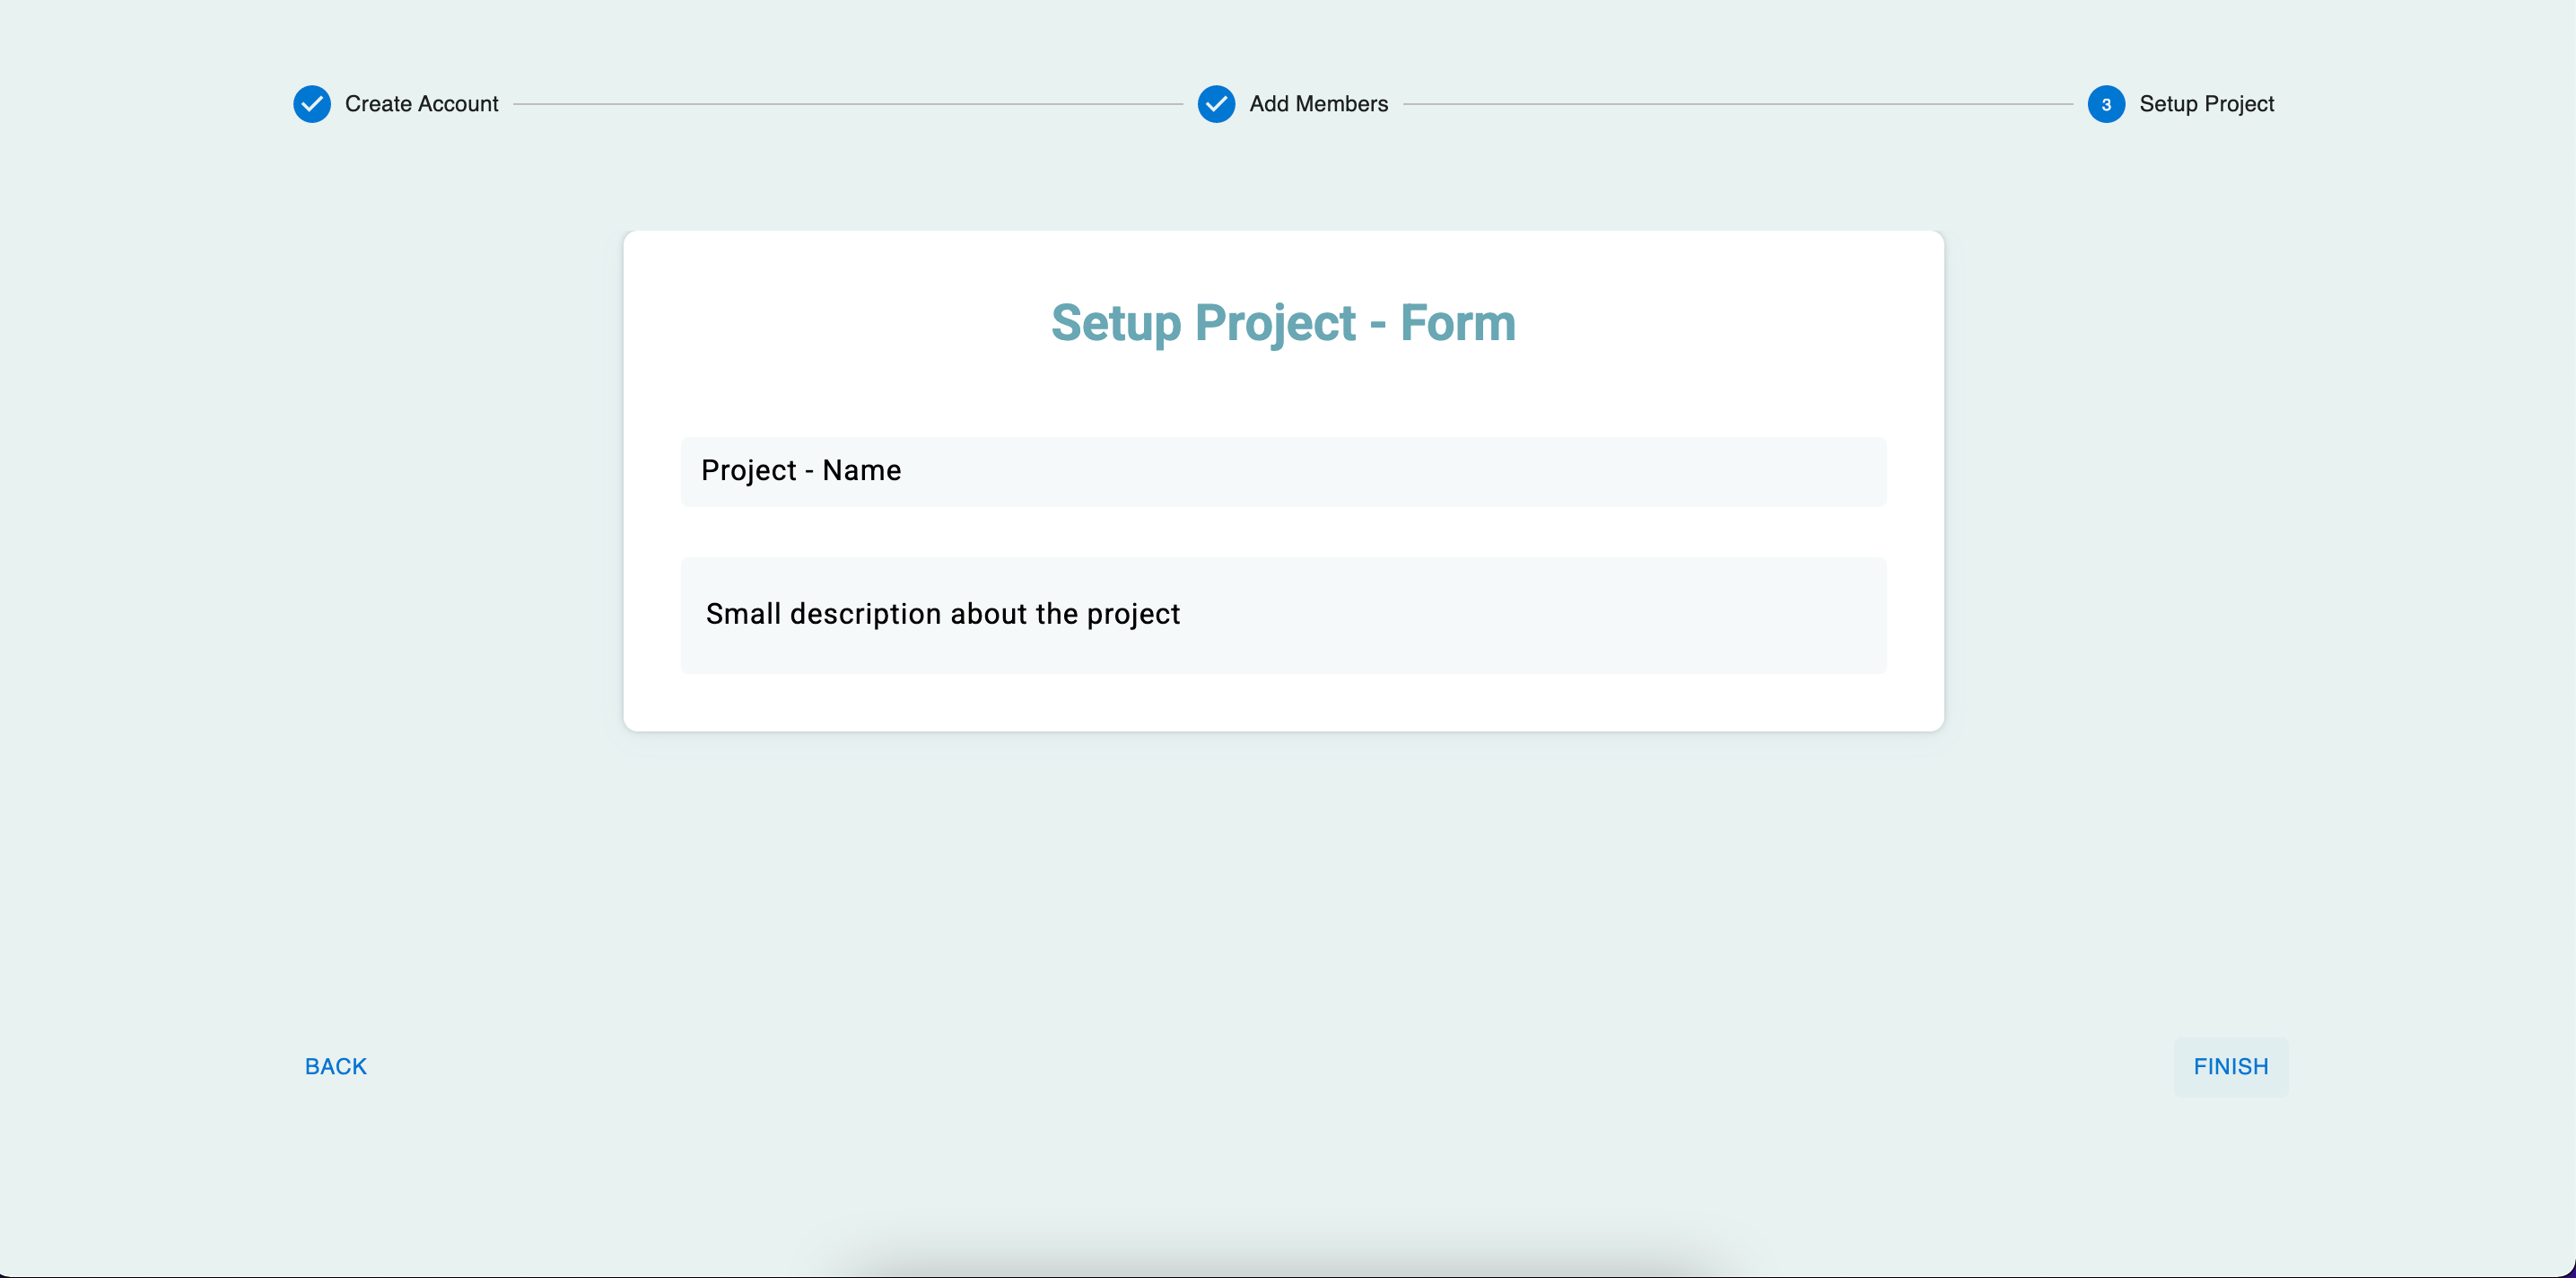 Create Account
Add Members
3
Setup Project
Setup Project - Form
Project - Name
Small description about the project
BACK
FINISH